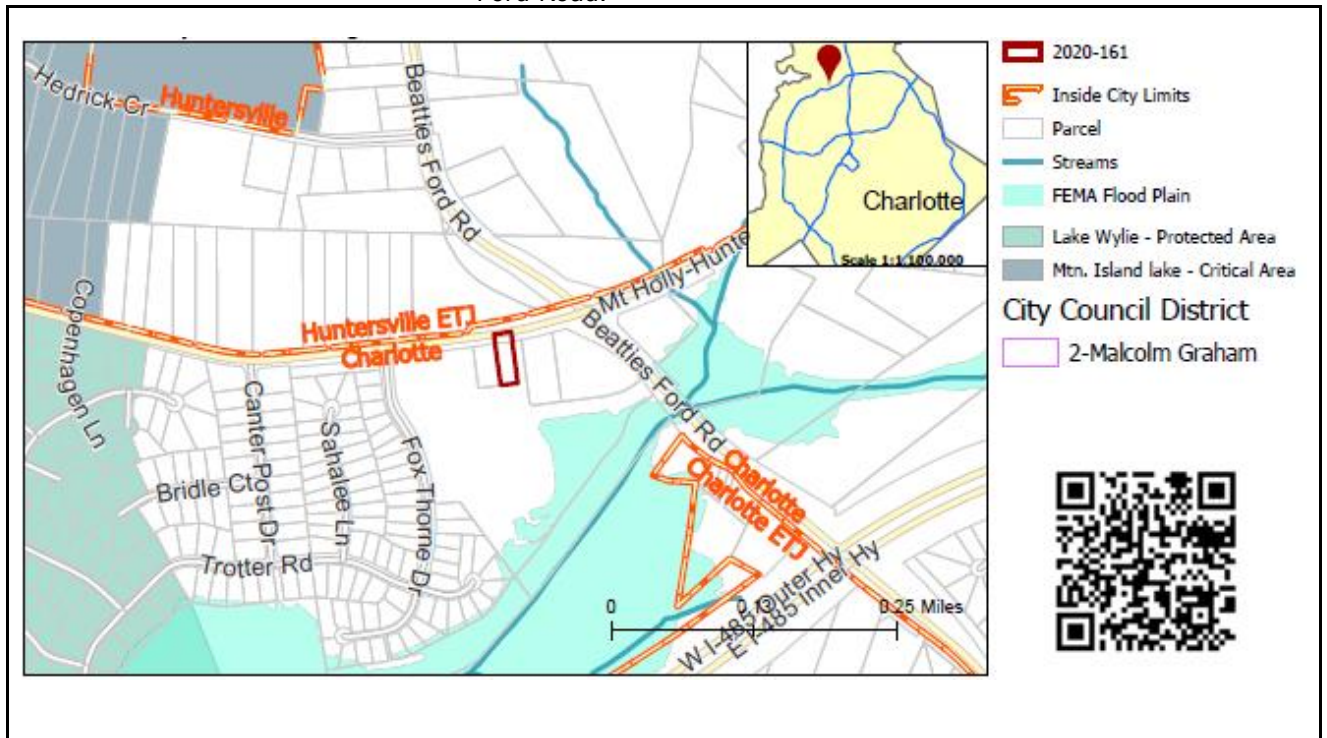 Hedrick Cr
Huntersville
Beatties Ford Rd
Charlotte
Scale 1:1,100,000
Mt Holly-Hunte
Huntersville ETJ
Charlotte
Copenhagen Ln
Canter Post Dr
Sahalee Ln
Fox Thorne Dr
Bridle Ct
Trotter Rd
Beatties Ford Rd
Charlotte
Charlotte ETJ
W I-485 Outer Hy
E I-485 Inner Hy
0 0.13 0.25 Miles
2020-161
Inside City Limits
Parcel
Streams
FEMA Flood Plain
Lake Wylie - Protected Area
Mtn. Island lake - Critical Area
City Council District
2-Malcolm Graham